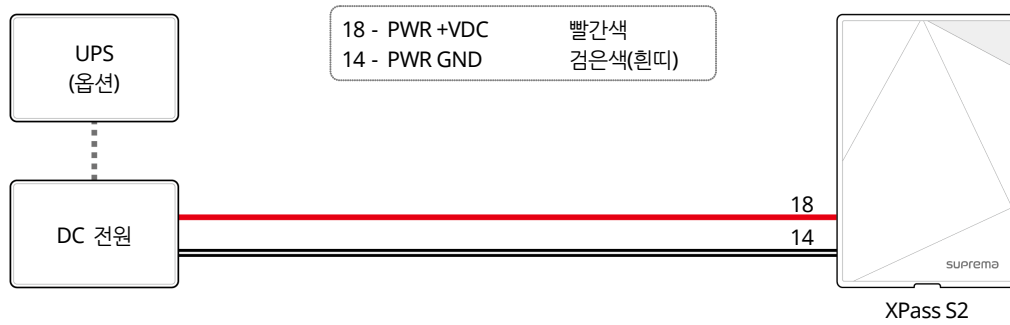 UPS
(옵션)
18 - PWR +VDC 빨간색
14 - PWR GND 검은색(흰띠)
DC 전원
18
14
suprema
XPass S2